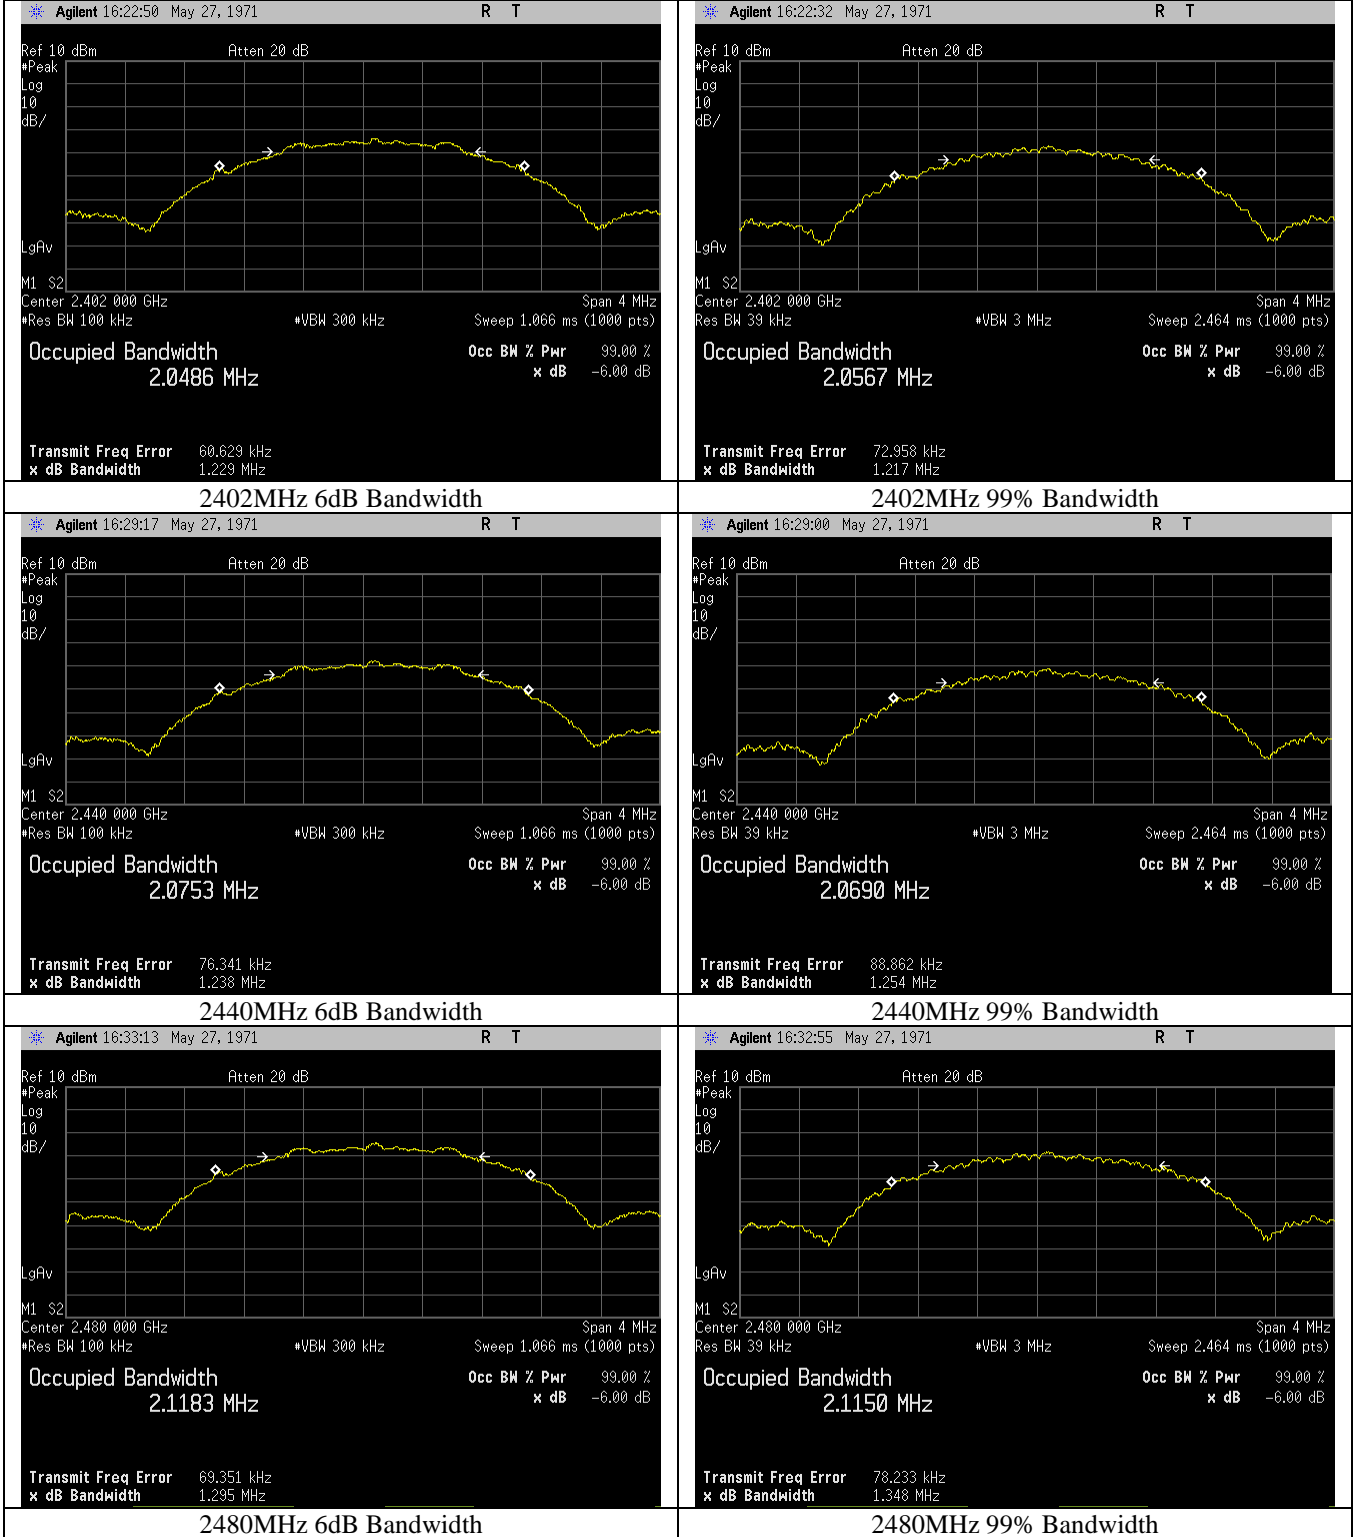 Agilent 16:22:50 May 27, 1971 R T
Ref 10 dBm Atten 20 dB
#Peak
Log
10
dB/
LgAv
M1 S2
Center 2.402 000 GHz Span 4 MHz
#Res BW 100 kHz #VBW 300 kHz Sweep 1.066 ms (1000 pts)
Occupied Bandwidth Occ BW % Pwr 99.00 %
2.0486 MHz x dB -6.00 dB
Transmit Freq Error 60.629 kHz
x dB Bandwidth 1.229 MHz
2402MHz 6dB Bandwidth
Agilent 16:22:32 May 27, 1971 R T
Ref 10 dBm Atten 20 dB
#Peak
Log
10
dB/
LgAv
M1 S2
Center 2.402 000 GHz Span 4 MHz
Res BW 39 kHz #VBW 3 MHz Sweep 2.464 ms (1000 pts)
Occupied Bandwidth Occ BW % Pwr 99.00 %
2.0567 MHz x dB -6.00 dB
Transmit Freq Error 72.958 kHz
x dB Bandwidth 1.217 MHz
2402MHz 99% Bandwidth
Agilent 16:29:17 May 27, 1971 R T
Ref 10 dBm Atten 20 dB
#Peak
Log
10
dB/
LgAv
M1 S2
Center 2.440 000 GHz Span 4 MHz
#Res BW 100 kHz #VBW 300 kHz Sweep 1.066 ms (1000 pts)
Occupied Bandwidth Occ BW % Pwr 99.00 %
2.0753 MHz x dB -6.00 dB
Transmit Freq Error 76.341 kHz
x dB Bandwidth 1.238 MHz
2440MHz 6dB Bandwidth
Agilent 16:29:00 May 27, 1971 R T
Ref 10 dBm Atten 20 dB
#Peak
Log
10
dB/
LgAv
M1 S2
Center 2.440 000 GHz Span 4 MHz
Res BW 39 kHz #VBW 3 MHz Sweep 2.464 ms (1000 pts)
Occupied Bandwidth Occ BW % Pwr 99.00 %
2.0690 MHz x dB -6.00 dB
Transmit Freq Error 88.862 kHz
x dB Bandwidth 1.254 MHz
2440MHz 99% Bandwidth
Agilent 16:33:13 May 27, 1971 R T
Ref 10 dBm Atten 20 dB
#Peak
Log
10
dB/
LgAv
M1 S2
Center 2.480 000 GHz Span 4 MHz
#Res BW 100 kHz #VBW 300 kHz Sweep 1.066 ms (1000 pts)
Occupied Bandwidth Occ BW % Pwr 99.00 %
2.1183 MHz x dB -6.00 dB
Transmit Freq Error 69.351 kHz
x dB Bandwidth 1.295 MHz
2480MHz 6dB Bandwidth
Agilent 16:32:55 May 27, 1971 R T
Ref 10 dBm Atten 20 dB
#Peak
Log
10
dB/
LgAv
M1 S2
Center 2.480 000 GHz Span 4 MHz
Res BW 39 kHz #VBW 3 MHz Sweep 2.464 ms (1000 pts)
Occupied Bandwidth Occ BW % Pwr 99.00 %
2.1150 MHz x dB -6.00 dB
Transmit Freq Error 78.233 kHz
x dB Bandwidth 1.348 MHz
2480MHz 99% Bandwidth